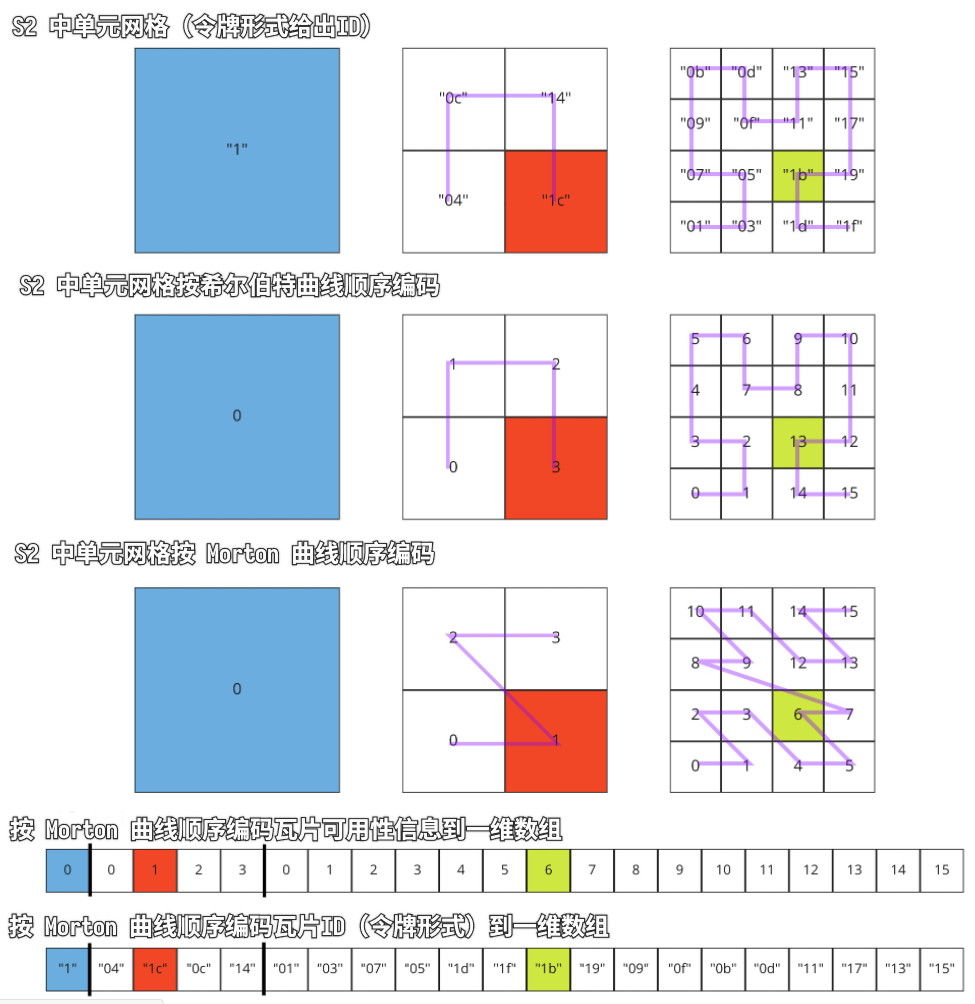 S2 中单元网格（令牌形式给出ID）
"1"
"0c" "14"
"04" "1c"
"0b" "0d" "13" "15"
"09" "0f" "11" "17"
"07" "05" "1b" "19"
"01" "03" "1d" "1f"
S2 中单元网格按希尔伯特曲线顺序编码
0
1 2
0 3
5 6 9 10
4 7 8 11
3 2 13 12
0 1 14 15
S2 中单元网格按 Morton 曲线顺序编码
0
2 3
0 1
10 11 14 15
8 9 12 13
2 3 6 7
0 1 4 5
按 Morton 曲线顺序编码瓦片可用性信息到一维数组
0 0 1 2 3 0 1 2 3 4 5 6 7 8 9 10 11 12 13 14 15
按 Morton 曲线顺序编码瓦片ID（令牌形式）到一维数组
"1" "04" "1c" "0c" "14" "01" "03" "07" "05" "1d" "1f" "1b" "19" "09" "0f" "0b" "0d" "11" "17" "13" "15"